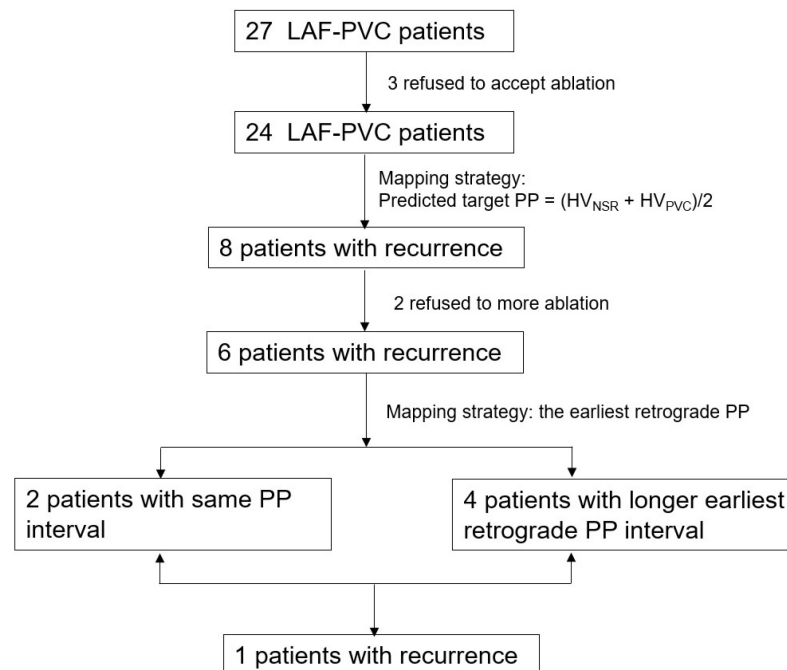 27 LAF-PVC patients
3 refused to accept ablation
24 LAF-PVC patients
Mapping strategy:
Predicted target PP = (HV_NSR + HV_PVC)/2
8 patients with recurrence
2 refused to more ablation
6 patients with recurrence
Mapping strategy: the earliest retrograde PP
2 patients with same PP
interval
4 patients with longer earliest
retrograde PP interval
1 patients with recurrence